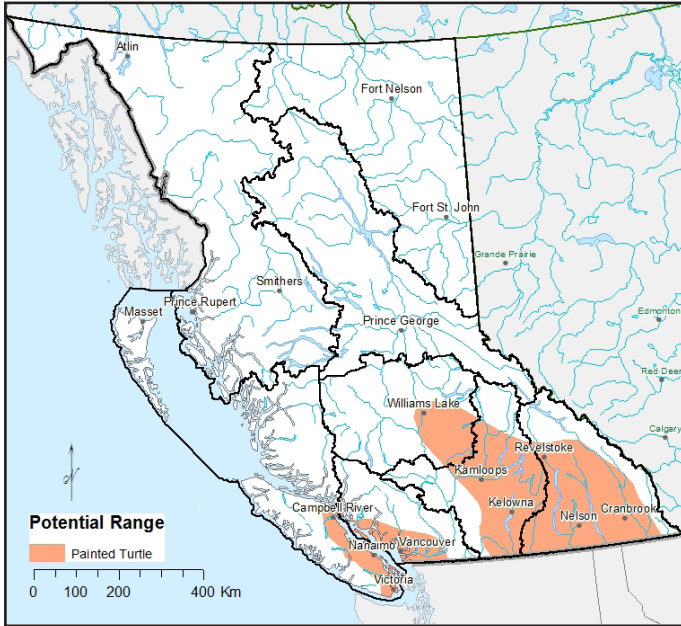 Atlin
Fort Nelson
Fort St. John
Grande Prairie
Smithers
Prince Rupert
Masset
Edmonton
Prince George
Red Deer
Williams Lake
Calgary
Revelstoke
Kamloops
Campbell River
Kelowna
Cranbrook
Nelson
Vancouver
Nanaimo
Victoria
N
Potential Range
Painted Turtle
0 100 200 400 Km